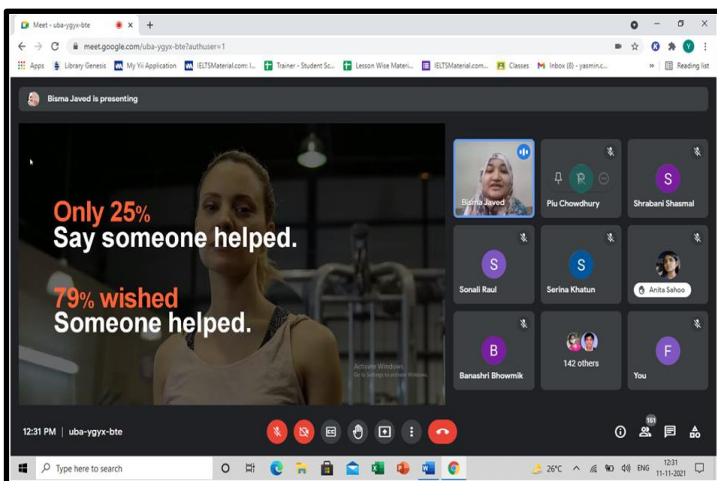 Meet - uba-ygyx-bte
meet.google.com/uba-ygyx-bte?authuser=1
Apps Library Genesis My Yii Application IELTSMaterial.com: I... Trainer - Student Sc... Lesson Wise Materi... IELTSMaterial.com... Classes Inbox (8) - yasmin.c... » Reading list
Bisma Javed is presenting
Only 25%
Say someone helped.
79% wished
Someone helped.
Activate Windows
Go to Settings to activate Windows.
Bisma Javed
Piu Chowdhury
S
Shrabani Shasmal
S
Sonali Raul
S
Serina Khatun
Anita Sahoo
B
Banashri Bhowmik
142 others
F
You
12:31 PM | uba-ygyx-bte
151
Type here to search
26°C ENG 12:31
11-11-2021